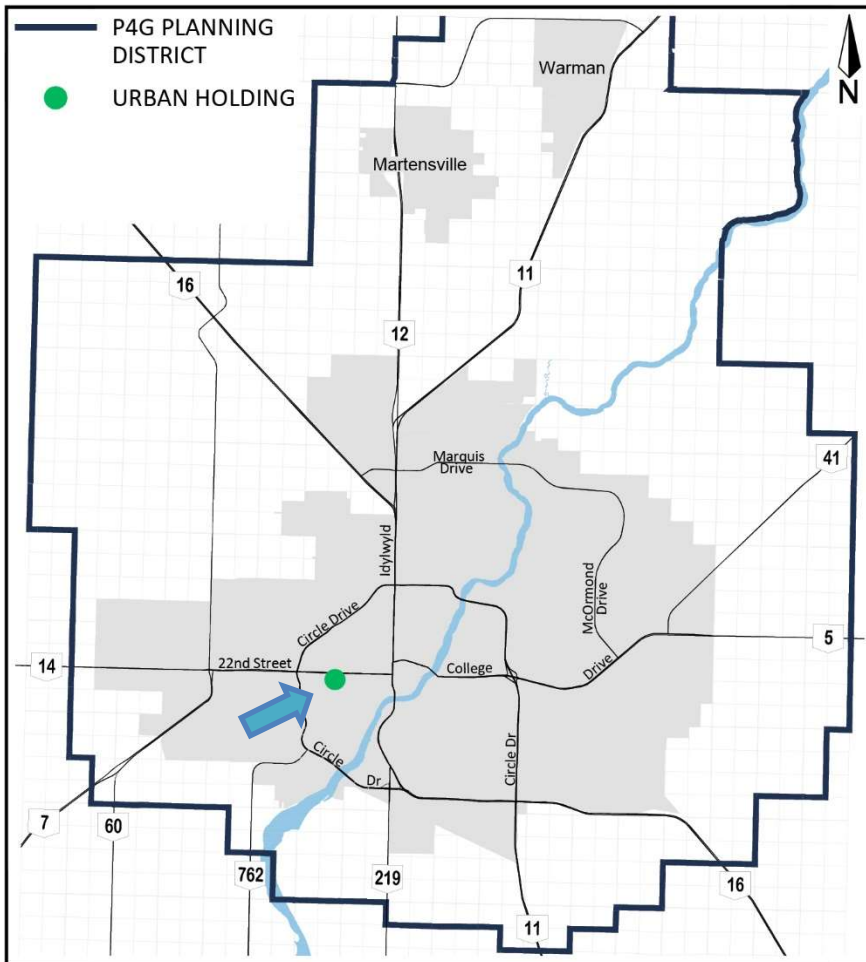 P4G PLANNING
DISTRICT
URBAN HOLDING
N
Warman
Martensville
16
11
12
Marquis
Drive
41
Idylwyld
McOrmond
Drive
Circle Drive
5
14
22nd Street
College
Drive
Circle
Dr
Circle Dr
7
60
762
219
16
11